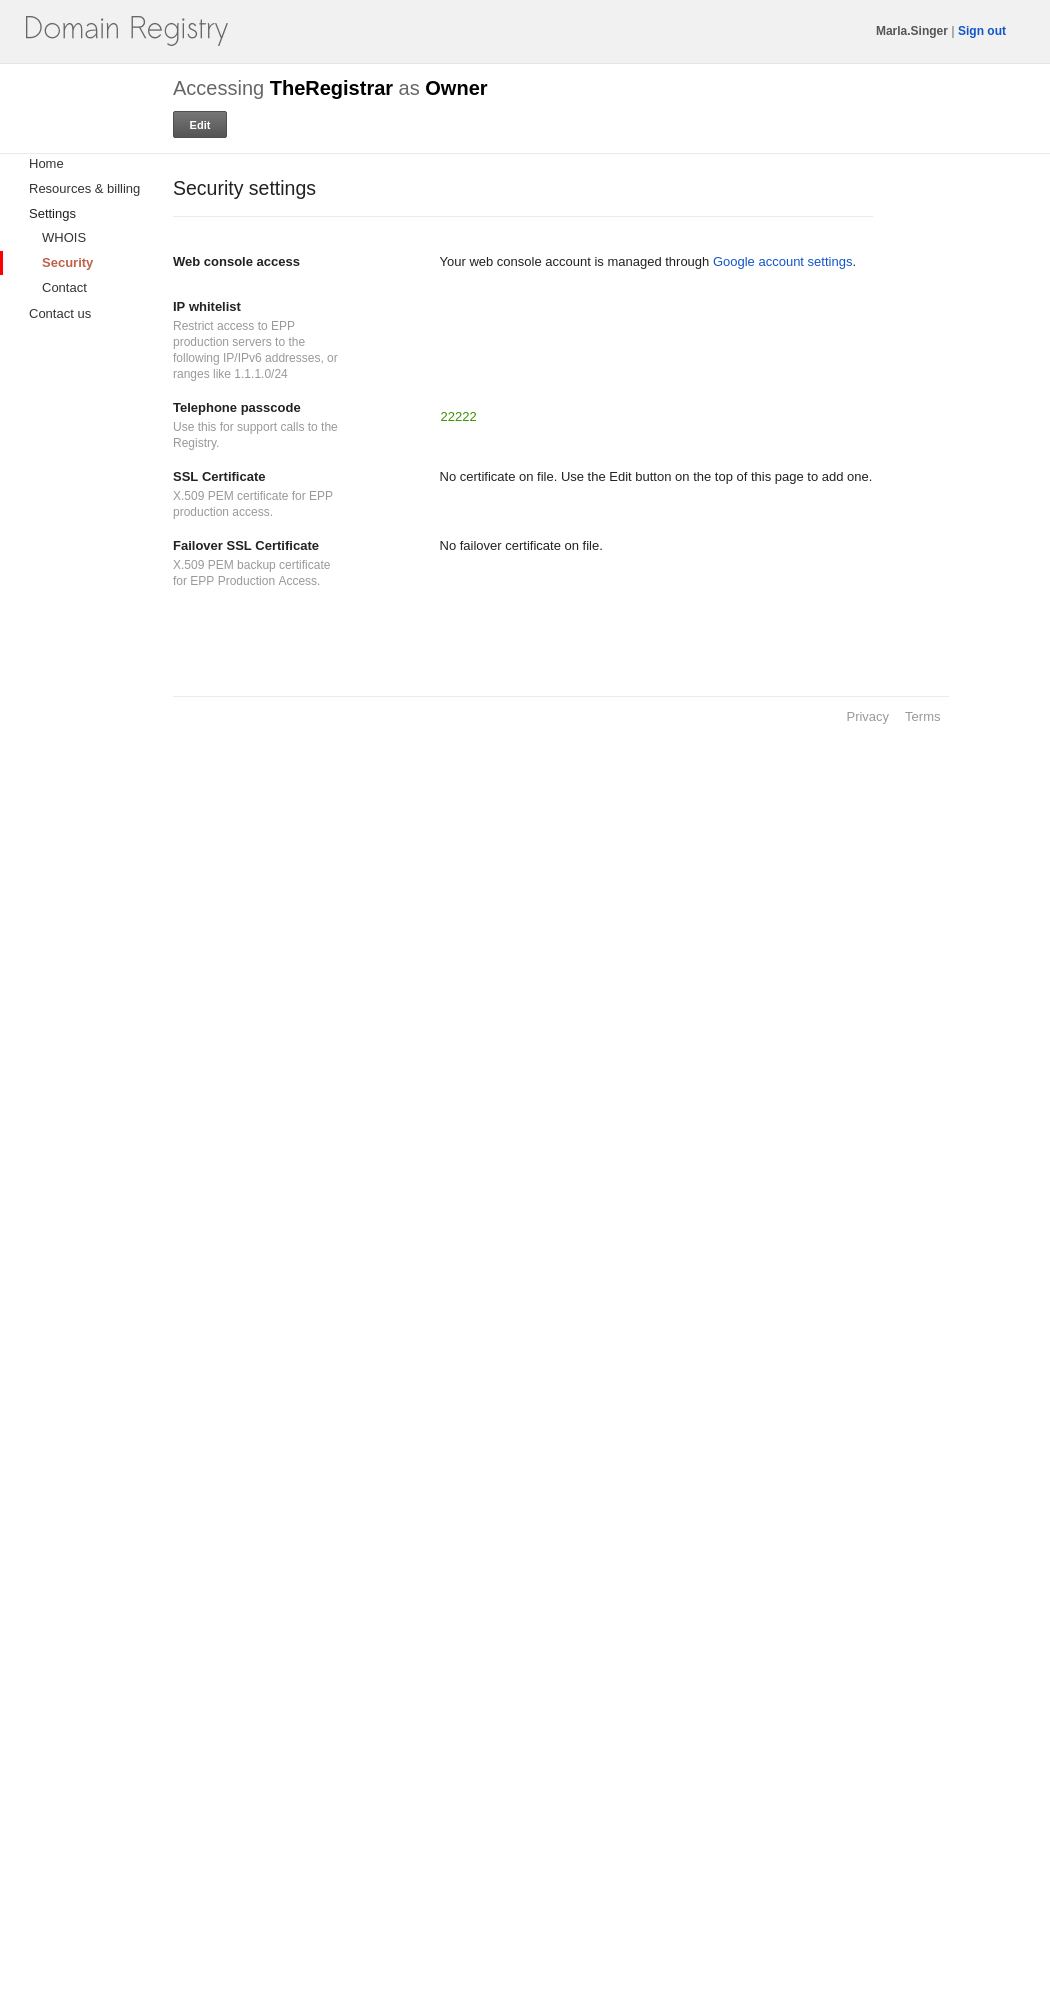 Domain Registry
Marla.Singer | Sign out
Accessing TheRegistrar as Owner
Edit
Home
Resources & billing
Settings
WHOIS
Security
Contact
Contact us
Security settings
Web console access
Your web console account is managed through Google account settings.
IP whitelist
Restrict access to EPP
production servers to the
following IP/IPv6 addresses, or
ranges like 1.1.1.0/24
Telephone passcode
Use this for support calls to the
Registry.
22222
SSL Certificate
X.509 PEM certificate for EPP
production access.
No certificate on file. Use the Edit button on the top of this page to add one.
Failover SSL Certificate
X.509 PEM backup certificate
for EPP Production Access.
No failover certificate on file.
Privacy Terms